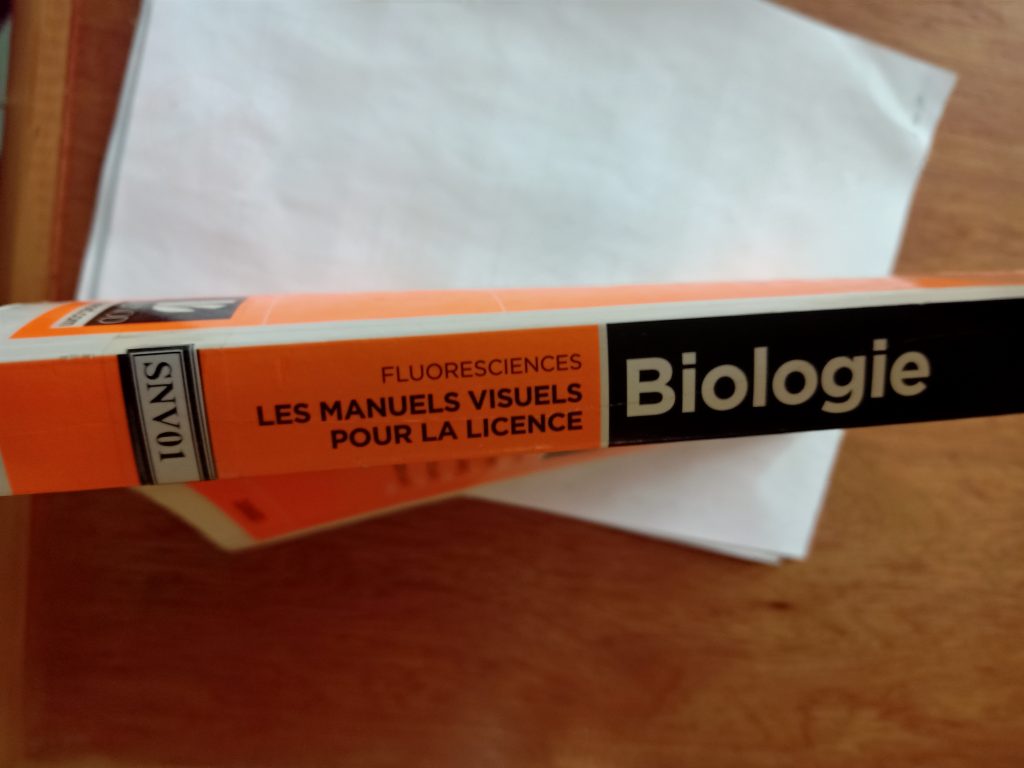 SNV01
FLUORESCIENCES
LES MANUELS VISUELS
POUR LA LICENCE
Biologie